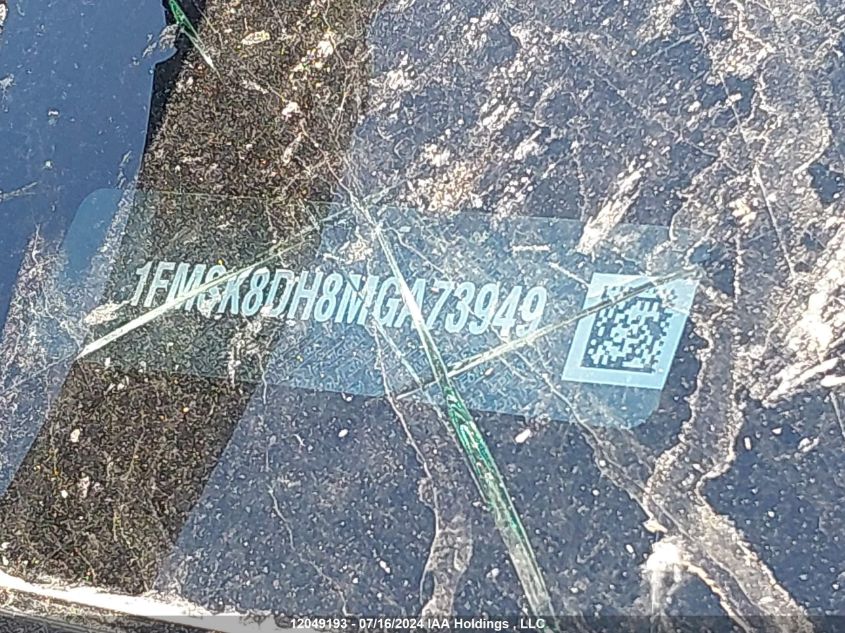 1FMSK8DH8MGA73949
12049193 - 07/16/2024 IAA Holdings , LLC